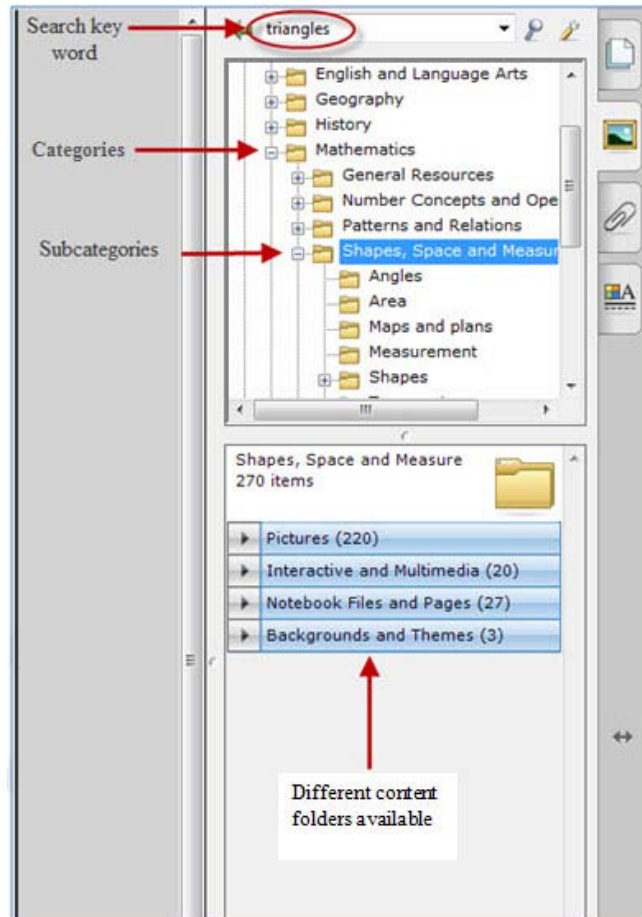 Search key
word
triangles
English and Language Arts
Geography
History
Categories
Mathematics
General Resources
Number Concepts and Ope
Patterns and Relations
Subcategories
Shapes, Space and Measur
Angles
Area
Maps and plans
Measurement
Shapes
Shapes, Space and Measure
270 items
Pictures (220)
Interactive and Multimedia (20)
Notebook Files and Pages (27)
Backgrounds and Themes (3)
Different content
folders available
A